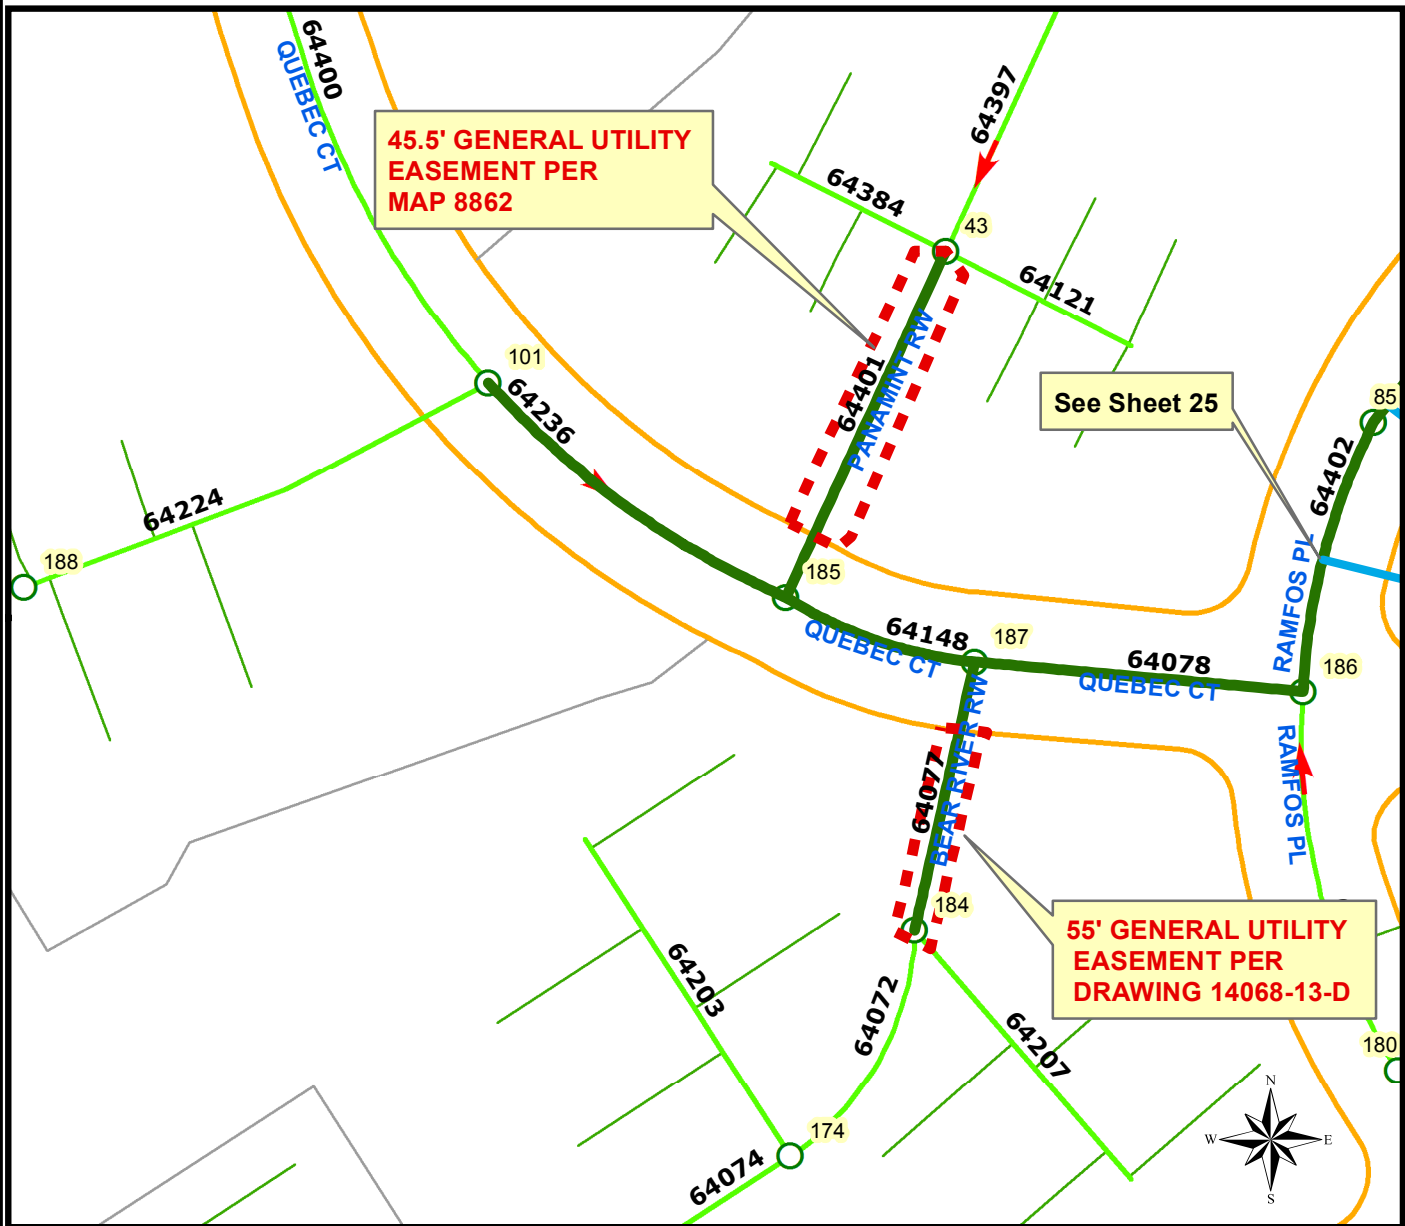 64400
QUEBEC CT
45.5' GENERAL UTILITY
EASEMENT PER
MAP 8862
64397
64384
43
64121
101
64236
64401
PANAMINT RW
See Sheet 25
85
64402
64224
188
185
RAMFOS PL
64148
187
QUEBEC CT
64078
QUEBEC CT
186
RAMFOS PL
64077
BEAR RIVER RW
184
55' GENERAL UTILITY
EASEMENT PER
DRAWING 14068-13-D
64203
64072
64207
180
174
64074
N
W
E
S